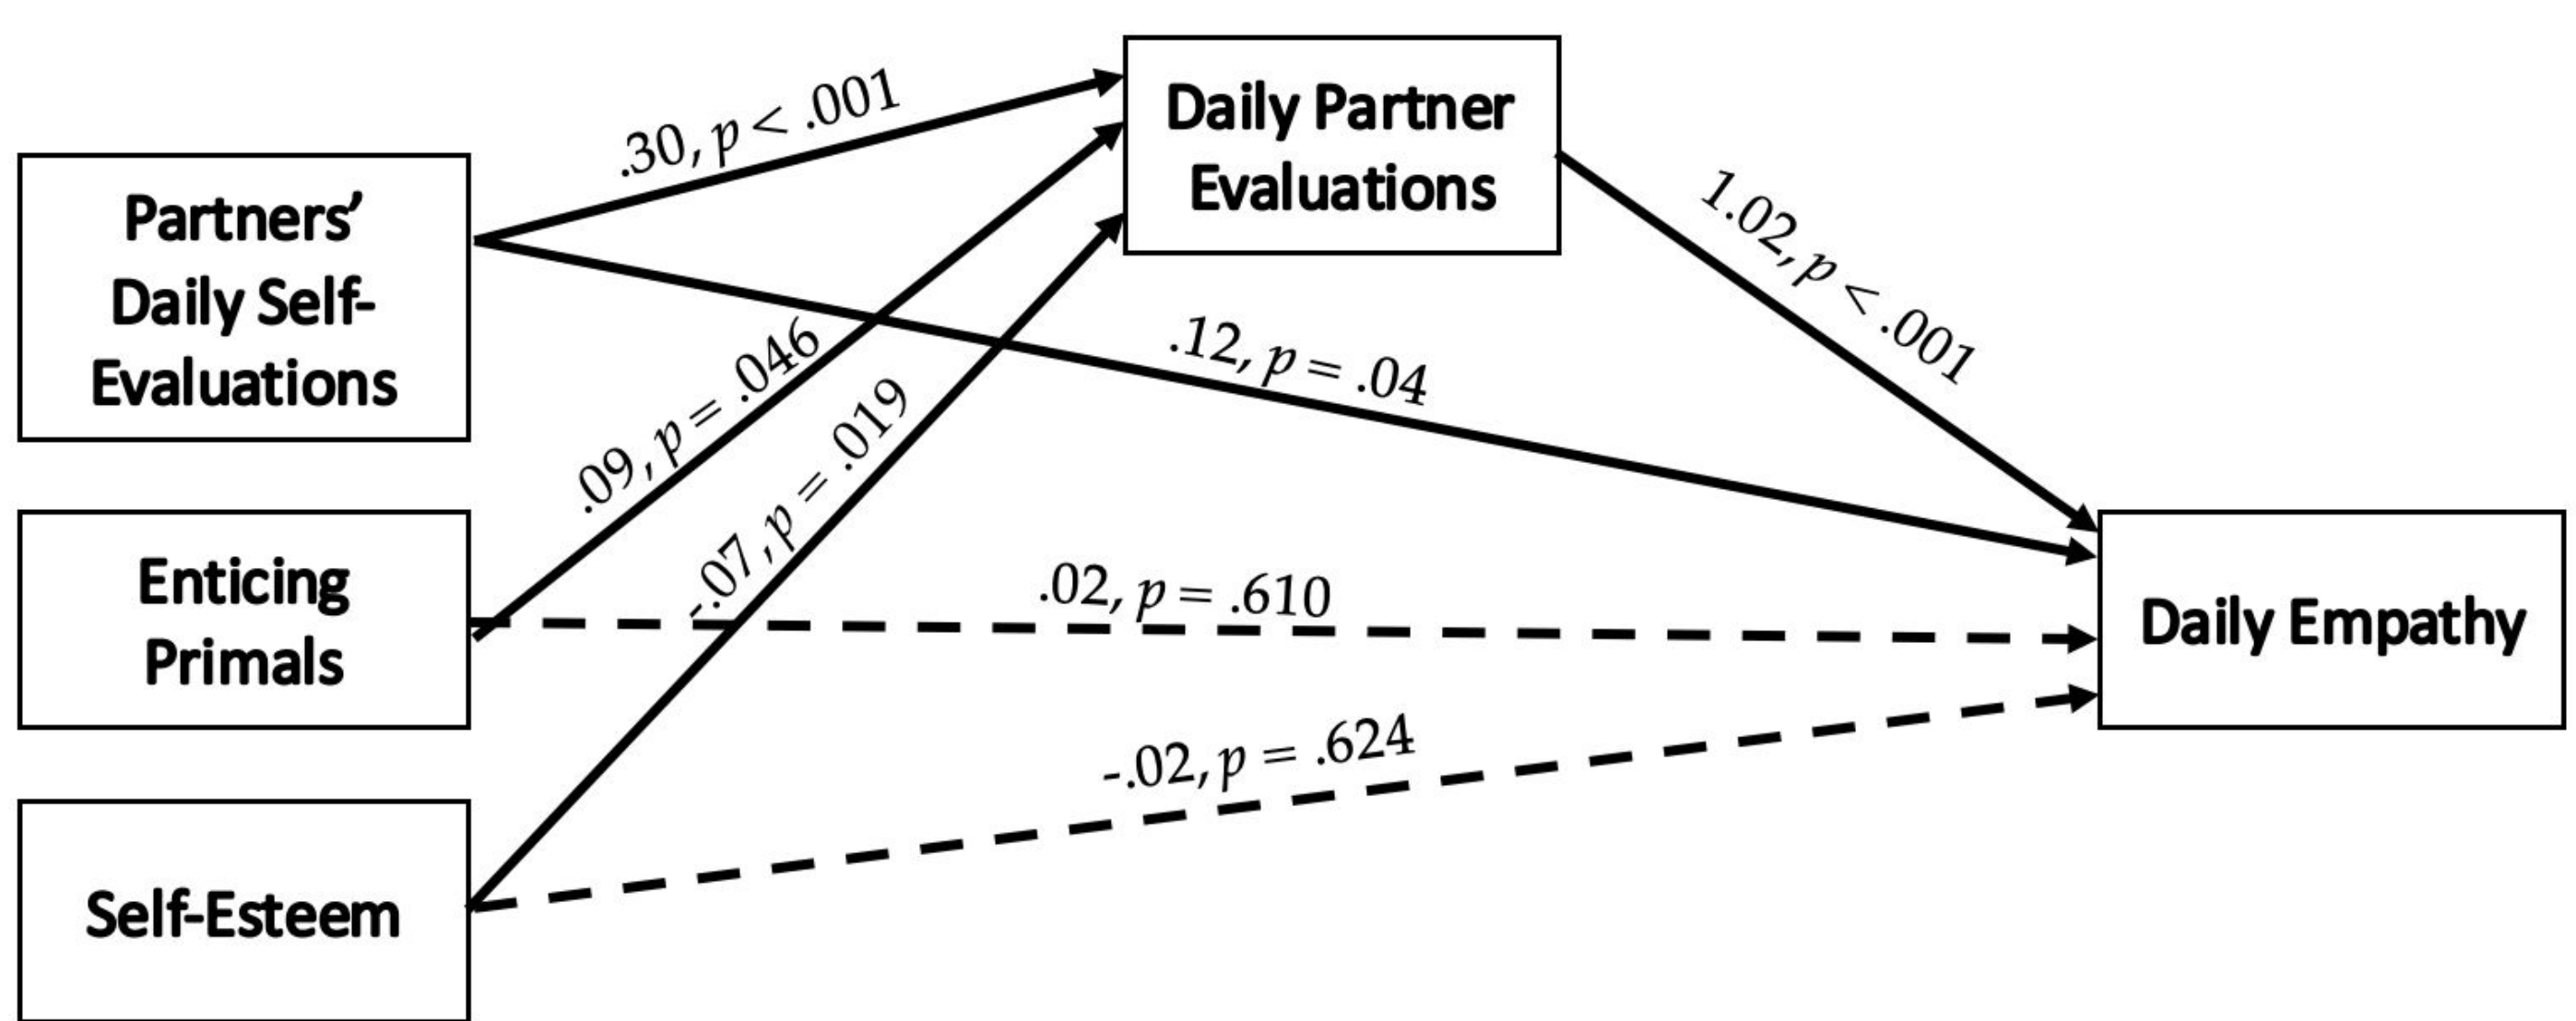 Partners’
Daily Self-
Evaluations
Enticing
Primals
Self-Esteem
.30, p < .001
.09, p = .046
-.07, p = .019
Daily Partner
Evaluations
1.02, p < .001
.12, p = .04
.02, p = .610
-.02, p = .624
Daily Empathy